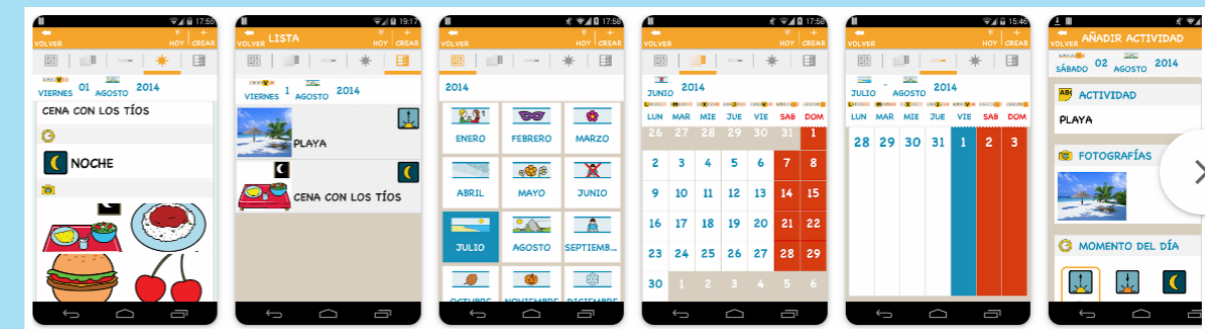 17:56
VOLVER HOY CREAR
VIERNES 01 AGOSTO 2014
CENA CON LOS TÍOS
NOCHE
19:17
VOLVER LISTA HOY CREAR
VIERNES 1 AGOSTO 2014
PLAYA
CENA CON LOS TÍOS
17:58
VOLVER HOY CREAR
2014
ENERO FEBRERO MARZO
ABRIL MAYO JUNIO
JULIO AGOSTO SEPTIEMB...
OCTUBRE NOVIEMBRE DICIEMBRE
17:58
VOLVER HOY CREAR
JUNIO 2014
LUN MAR MIE JUE VIE SAB DOM
26 27 28 29 30 31 1
2 3 4 5 6 7 8
9 10 11 12 13 14 15
16 17 18 19 20 21 22
23 24 25 26 27 28 29
30 1 2 3 4 5 6
15:46
VOLVER HOY CREAR
JULIO - AGOSTO 2014
LUN MAR MIE JUE VIE SAB DOM
28 29 30 31 1 2 3
VOLVER AÑADIR ACTIVIDAD
SÁBADO 02 AGOSTO 2014
ACTIVIDAD
PLAYA
FOTOGRAFÍAS
MOMENTO DEL DÍA